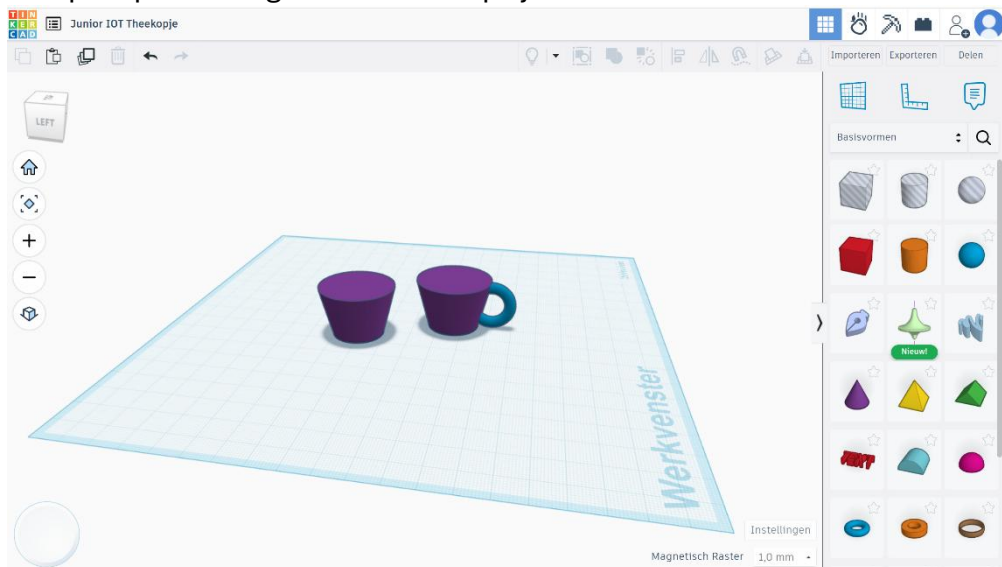 TIN
KER
CAD
Junior IOT Theekopje
Importeren
Exporteren
Delen
LEFT
Basisvormen
Nieuw!
TEXT
Werkvenster
Instellingen
Magnetisch Raster
1,0 mm